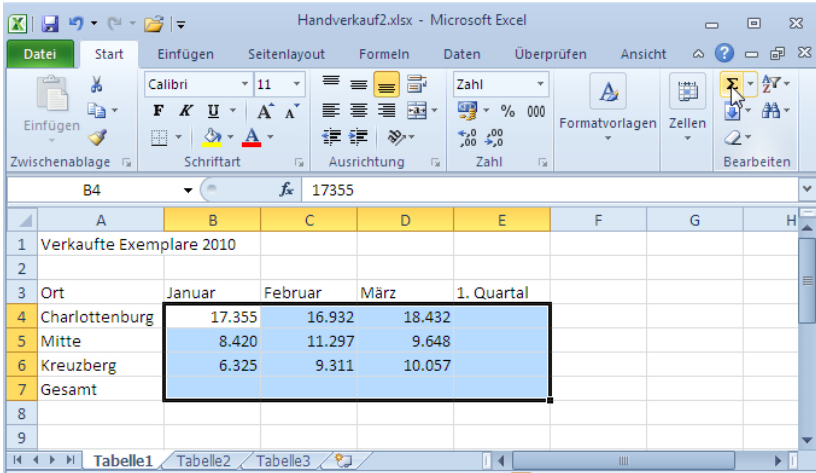 Handverkauf2.xlsx - Microsoft Excel
Datei Start Einfügen Seitenlayout Formeln Daten Überprüfen Ansicht
Einfügen
Calibri 11 Zahl
F K U A A % 000
Formatvorlagen Zellen
Zwischenablage Schriftart Ausrichtung Zahl Bearbeiten
B4 fx 17355
A B C D E F G H
1 Verkaufte Exemplare 2010
2
3 Ort Januar Februar März 1. Quartal
4 Charlottenburg 17.355 16.932 18.432
5 Mitte 8.420 11.297 9.648
6 Kreuzberg 6.325 9.311 10.057
7 Gesamt
8
9
Tabelle1 Tabelle2 Tabelle3